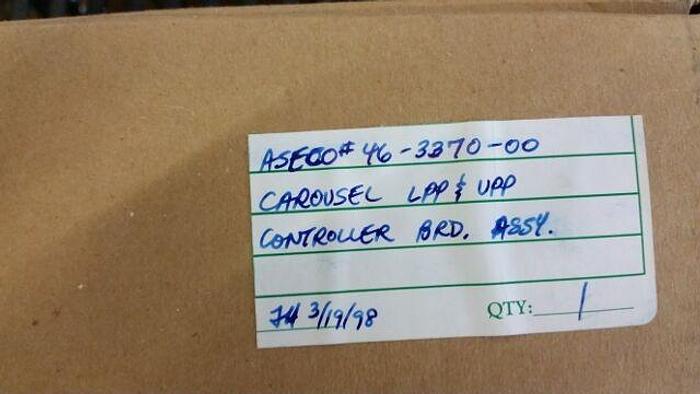 ASECO# 46-3370-00
CAROUSEL LPP & UPP
CONTROLLER BRD. ASSY.
3/19/98 QTY: 1